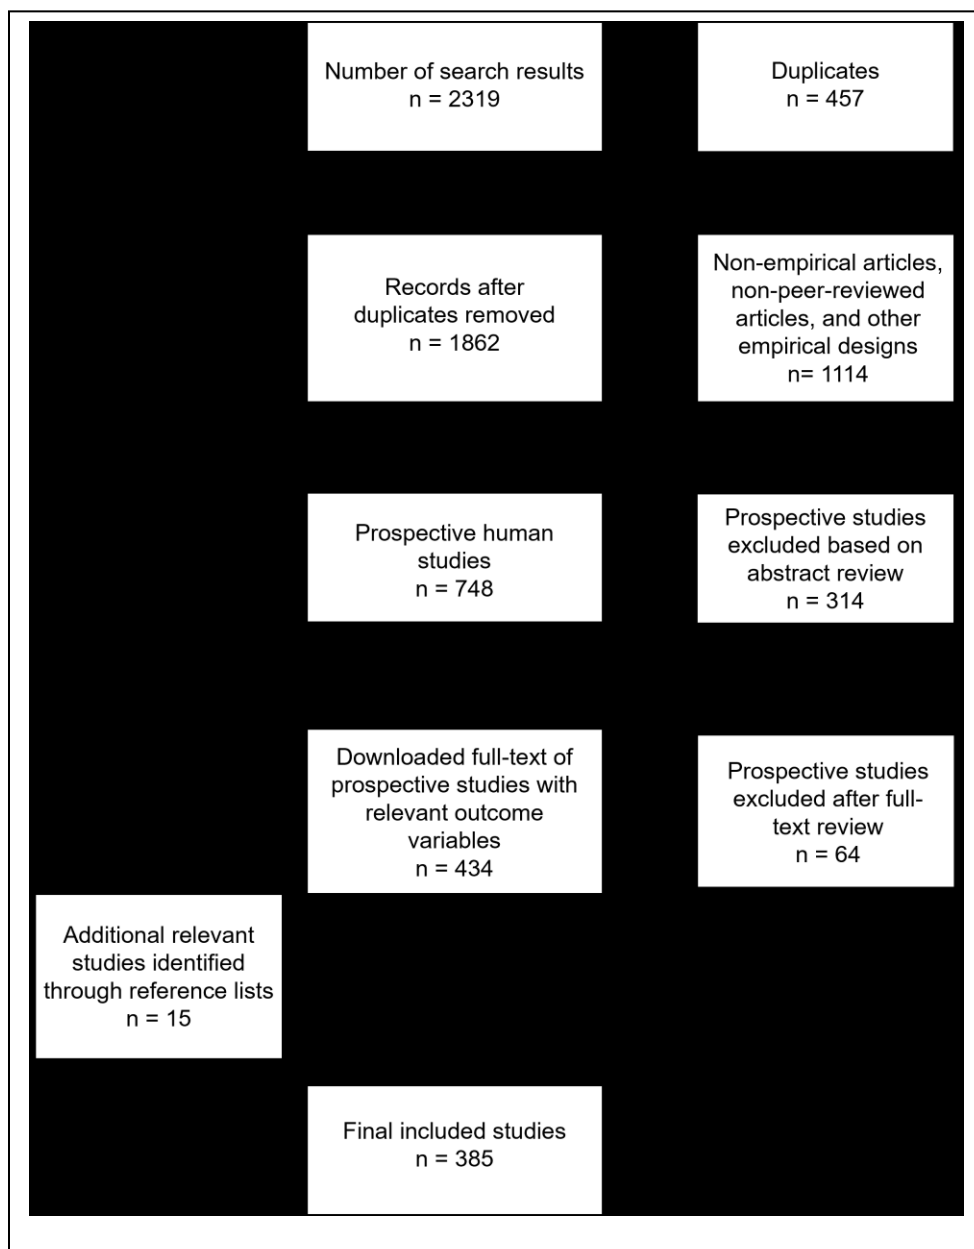 Number of search results
n = 2319
Duplicates
n = 457
Records after
duplicates removed
n = 1862
Non-empirical articles,
non-peer-reviewed
articles, and other
empirical designs
n= 1114
Prospective human
studies
n = 748
Prospective studies
excluded based on
abstract review
n = 314
Downloaded full-text of
prospective studies with
relevant outcome
variables
n = 434
Prospective studies
excluded after full-
text review
n = 64
Additional relevant
studies identified
through reference lists
n = 15
Final included studies
n = 385